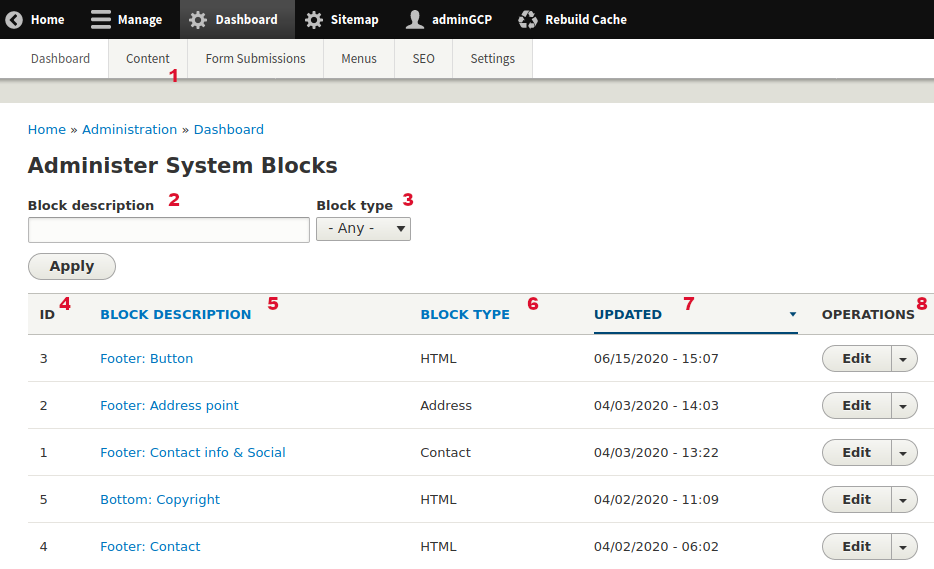 Home Manage Dashboard Sitemap adminGCP Rebuild Cache
Dashboard Content Form Submissions Menus SEO Settings
1
Home » Administration » Dashboard
Administer System Blocks
Block description 2 Block type 3
- Any -
Apply
ID 4 BLOCK DESCRIPTION 5 BLOCK TYPE 6 UPDATED 7 OPERATIONS 8
3 Footer: Button HTML 06/15/2020 - 15:07 Edit
2 Footer: Address point Address 04/03/2020 - 14:03 Edit
1 Footer: Contact info & Social Contact 04/03/2020 - 13:22 Edit
5 Bottom: Copyright HTML 04/02/2020 - 11:09 Edit
4 Footer: Contact HTML 04/02/2020 - 06:02 Edit